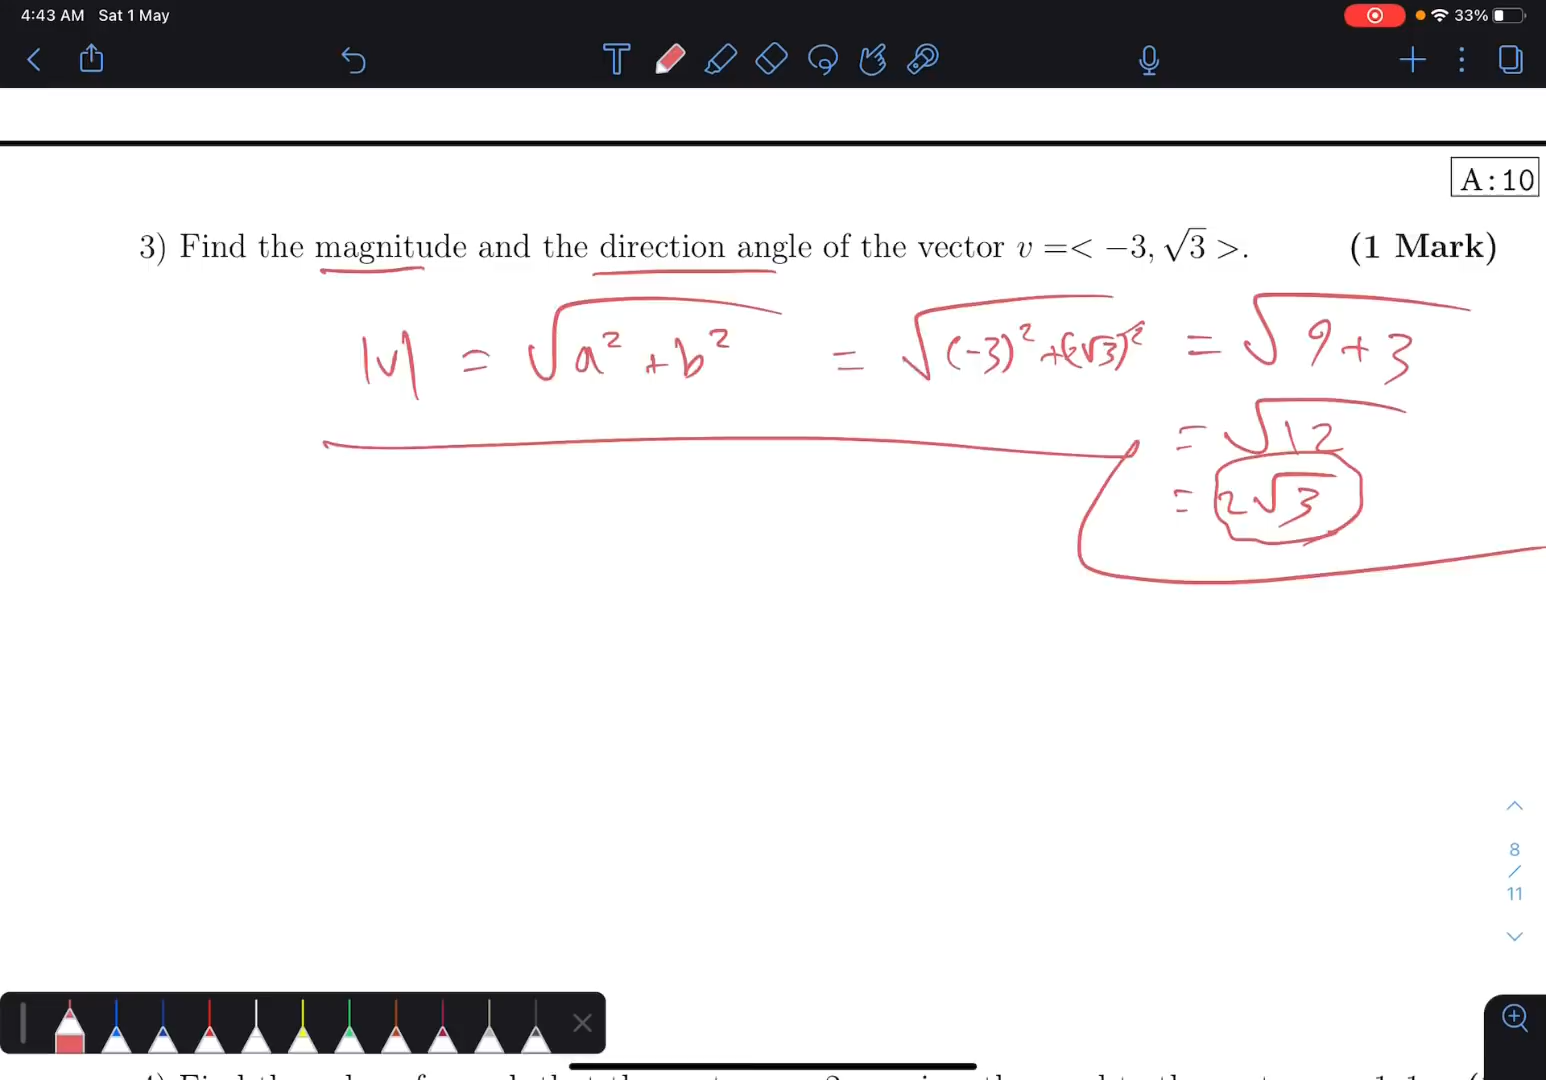 4:43 AM Sat 1 May
33%
A:10
3) Find the magnitude and the direction angle of the vector v =< −3, √3 >. (1 Mark)
|v| = √(a² + b²) = √((-3)² + (√3)²) = √(9+3)
= √12
= 2√3
8
/
11